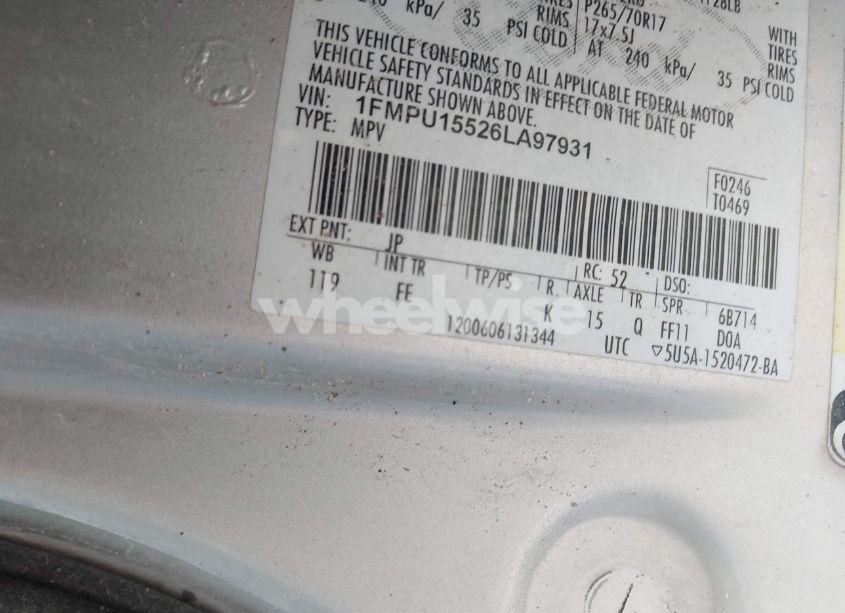 P265/70R17
RIMS 17x7.5J WITH
240 kPa/ 35 PSI COLD AT 240 kPa/ 35 PSI COLD
TIRES
RIMS
THIS VEHICLE CONFORMS TO ALL APPLICABLE FEDERAL MOTOR
VEHICLE SAFETY STANDARDS IN EFFECT ON THE DATE OF
MANUFACTURE SHOWN ABOVE.
VIN: 1FMPU15526LA97931
TYPE: MPV
F0246
T0469
EXT PNT: JP RC: 52 DSO:
WB INT TR TP/PS R AXLE TR SPR 6B714
119 FE K 15 Q FF11 DOA
1200606131344 UTC ▽5U5A-1520472-BA
wheelwise